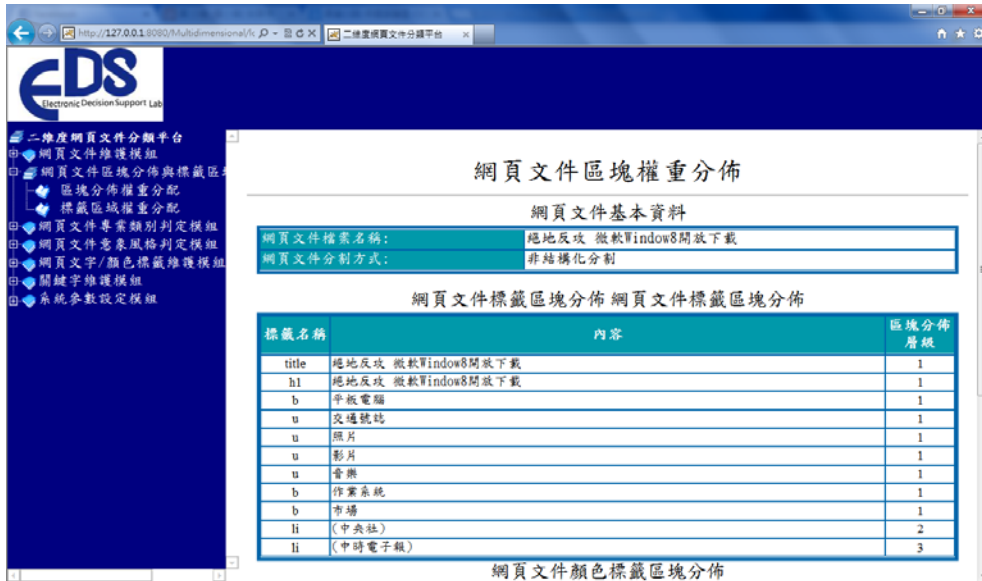 http://127.0.0.1:8080/Multidimensional/
二維度網頁文件分類平台
EDS
Electronic Decision Support Lab
二維度網頁文件分類平台
網頁文件維護模組
網頁文件區塊分佈與標籤區
區塊分佈權重分配
標籤區域權重分配
網頁文件專業類別判定模組
網頁文件意象風格判定模組
網頁文字/顏色標籤維護模組
關鍵字維護模組
系統參數設定模組
網頁文件區塊權重分佈
網頁文件基本資料
網頁文件檔案名稱: 絕地反攻 微軟Window8開放下載
網頁文件分割方式: 非結構化分割
網頁文件標籤區塊分佈 網頁文件標籤區塊分佈
標籤名稱 內容 區塊分佈層級
title 絕地反攻 微軟Window8開放下載 1
h1 絕地反攻 微軟Window8開放下載 1
b 平板電腦 1
u 交通號誌 1
u 照片 1
u 影片 1
u 音樂 1
b 作業系統 1
b 市場 1
li (中央社) 2
li (中時電子報) 3
網頁文件顏色標籤區塊分佈